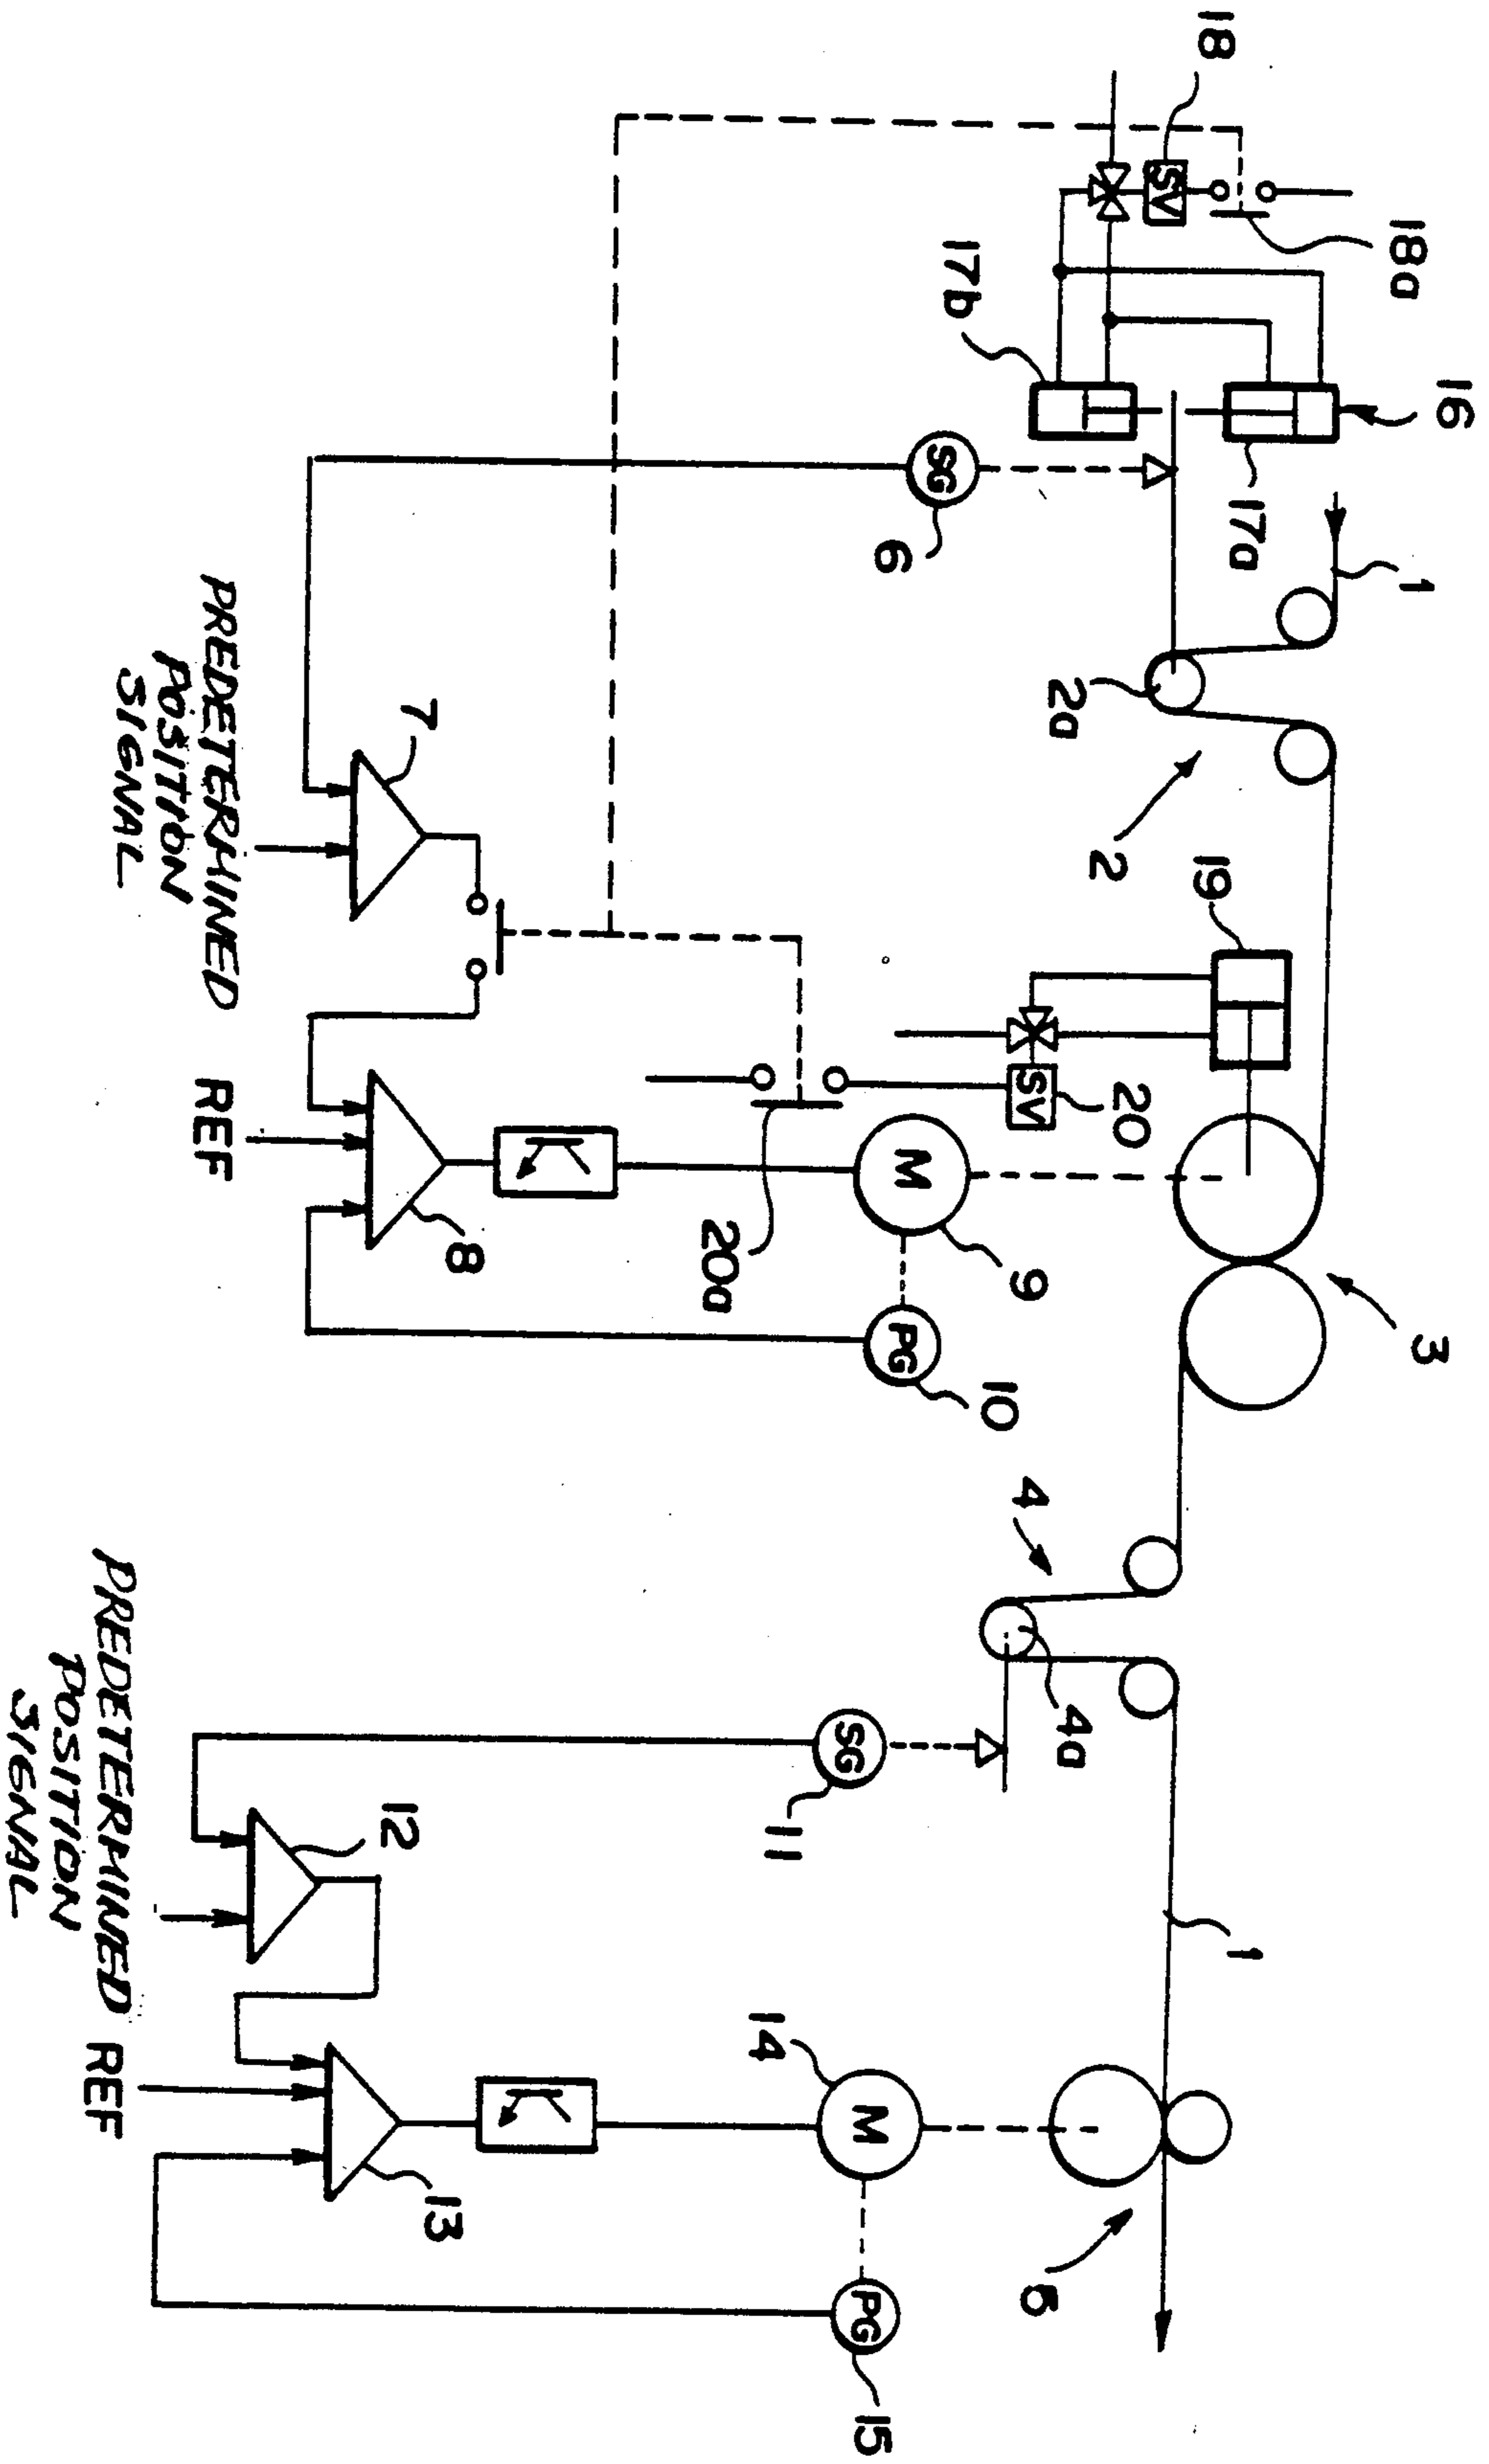 16
3
1
18a
18
SV
17a
1
19
2
20
SV
2a
4a
17b
4
9
5
10
M
PG
SG
6
SG
11
M
14
PG
15
20a
8
7
12
13
PREDETERMINED
POSITION
SIGNAL
REF
PREDETERMINED
POSITION
SIGNAL
REF